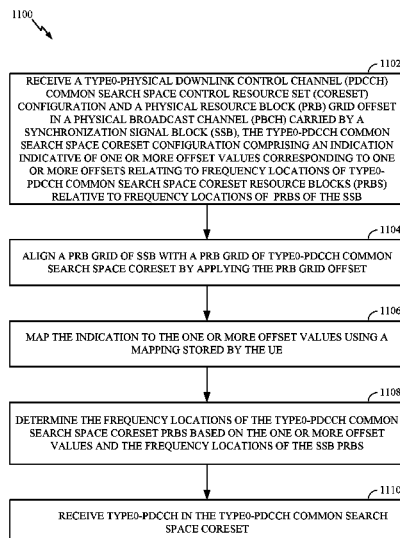 1100
1102
RECEIVE A TYPE0-PHYSICAL DOWNLINK CONTROL CHANNEL (PDCCH)
COMMON SEARCH SPACE CONTROL RESOURCE SET (CORESET)
CONFIGURATION AND A PHYSICAL RESOURCE BLOCK (PRB) GRID OFFSET
IN A PHYSICAL BROADCAST CHANNEL (PBCH) CARRIED BY A
SYNCHRONIZATION SIGNAL BLOCK (SSB), THE TYPE0-PDCCH COMMON
SEARCH SPACE CORESET CONFIGURATION COMPRISING AN INDICATION
INDICATIVE OF ONE OR MORE OFFSET VALUES CORRESPONDING TO ONE
OR MORE OFFSETS RELATING TO FREQUENCY LOCATIONS OF TYPE0-
PDCCH COMMON SEARCH SPACE CORESET RESOURCE BLOCKS (PRBS)
RELATIVE TO FREQUENCY LOCATIONS OF PRBS OF THE SSB
1104
ALIGN A PRB GRID OF SSB WITH A PRB GRID OF TYPE0-PDCCH COMMON
SEARCH SPACE CORESET BY APPLYING THE PRB GRID OFFSET
1106
MAP THE INDICATION TO THE ONE OR MORE OFFSET VALUES USING A
MAPPING STORED BY THE UE
1108
DETERMINE THE FREQUENCY LOCATIONS OF THE TYPE0-PDCCH COMMON
SEARCH SPACE CORESET PRBS BASED ON THE ONE OR MORE OFFSET
VALUES AND THE FREQUENCY LOCATIONS OF THE SSB PRBS
1110
RECEIVE TYPE0-PDCCH IN THE TYPE0-PDCCH COMMON SEARCH
SPACE CORESET